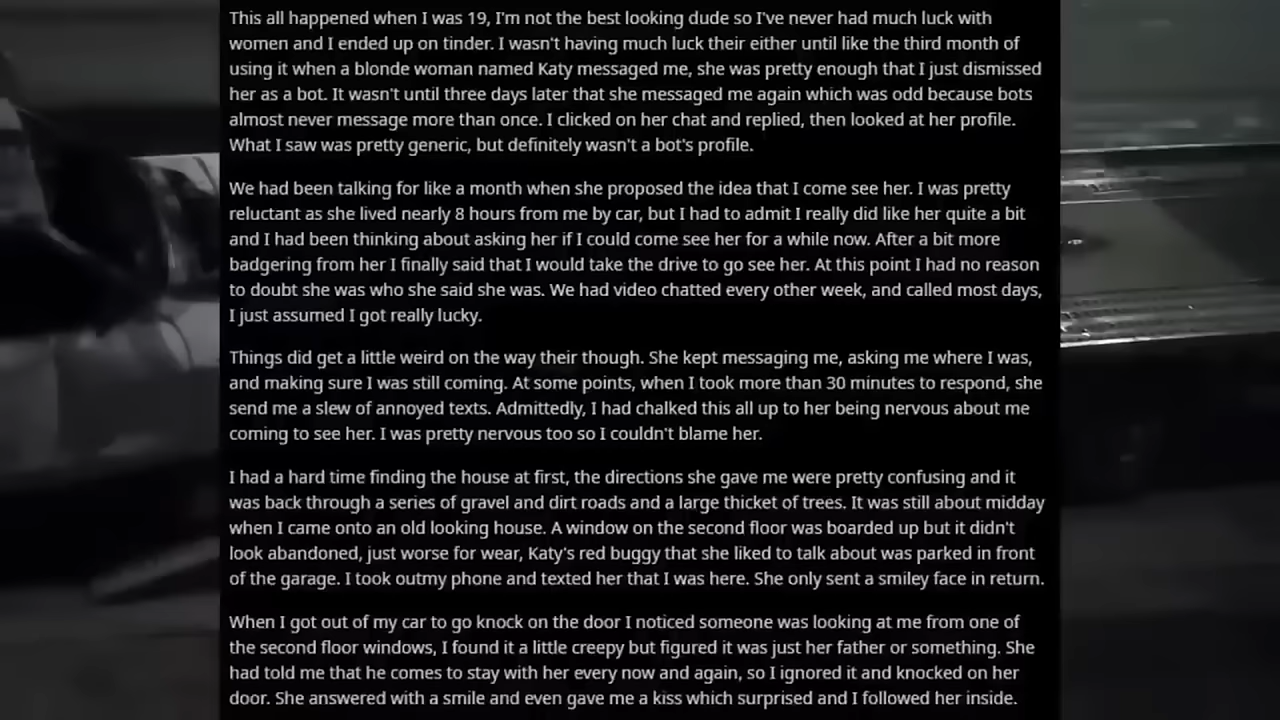 This all happened when I was 19, I'm not the best looking dude so I've never had much luck with
women and I ended up on tinder. I wasn't having much luck their either until like the third month of
using it when a blonde woman named Katy messaged me, she was pretty enough that I just dismissed
her as a bot. It wasn't until three days later that she messaged me again which was odd because bots
almost never message more than once. I clicked on her chat and replied, then looked at her profile.
What I saw was pretty generic, but definitely wasn't a bot's profile.
We had been talking for like a month when she proposed the idea that I come see her. I was pretty
reluctant as she lived nearly 8 hours from me by car, but I had to admit I really did like her quite a bit
and I had been thinking about asking her if I could come see her for a while now. After a bit more
badgering from her I finally said that I would take the drive to go see her. At this point I had no reason
to doubt she was who she said she was. We had video chatted every other week, and called most days,
I just assumed I got really lucky.
Things did get a little weird on the way their though. She kept messaging me, asking me where I was,
and making sure I was still coming. At some points, when I took more than 30 minutes to respond, she
send me a slew of annoyed texts. Admittedly, I had chalked this all up to her being nervous about me
coming to see her. I was pretty nervous too so I couldn't blame her.
I had a hard time finding the house at first, the directions she gave me were pretty confusing and it
was back through a series of gravel and dirt roads and a large thicket of trees. It was still about midday
when I came onto an old looking house. A window on the second floor was boarded up but it didn't
look abandoned, just worse for wear, Katy's red buggy that she liked to talk about was parked in front
of the garage. I took outmy phone and texted her that I was here. She only sent a smiley face in return.
When I got out of my car to go knock on the door I noticed someone was looking at me from one of
the second floor windows, I found it a little creepy but figured it was just her father or something. She
had told me that he comes to stay with her every now and again, so I ignored it and knocked on her
door. She answered with a smile and even gave me a kiss which surprised and I followed her inside.